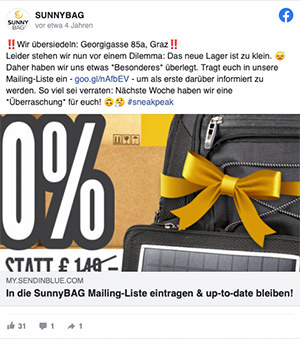 SUNNY
BAG
SUNNYBAG
vor etwa 4 Jahren
‼️Wir übersiedeln: Georgigasse 85a, Graz‼️
Leider stehen wir nun vor einem Dilemma: Das neue Lager ist zu klein. 😪
Daher haben wir uns etwas *Besonderes* überlegt. Tragt euch in unsere
Mailing-Liste ein - goo.gl/nAfbEV - um als erste darüber informiert zu
werden. So viel sei verraten: Nächste Woche haben wir eine
*Überraschung* für euch! 🙃🤔 #sneakpeak
0%
STATT £ 149,-
MY.SENDINBLUE.COM
In die SunnyBAG Mailing-Liste eintragen & up-to-date bleiben!
31 1 1